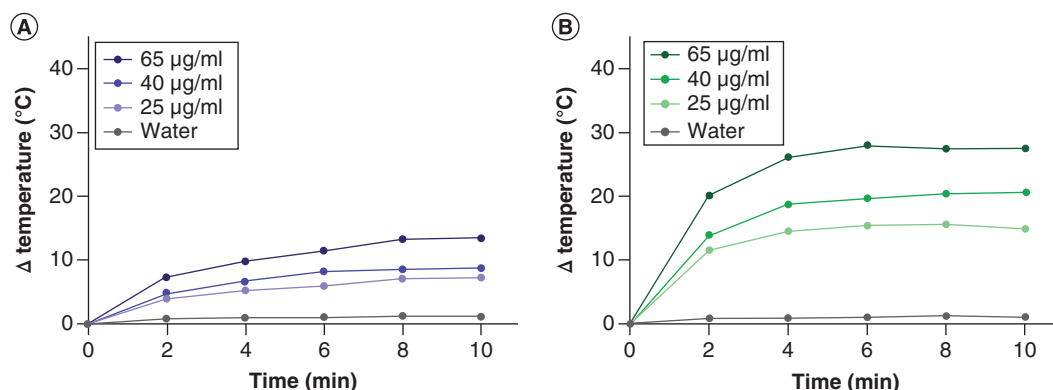 A
65 µg/ml
40 µg/ml
25 µg/ml
Water
Δ temperature (°C)
40
30
20
10
0
0 2 4 6 8 10
Time (min)
B
65 µg/ml
40 µg/ml
25 µg/ml
Water
Δ temperature (°C)
40
30
20
10
0
0 2 4 6 8 10
Time (min)